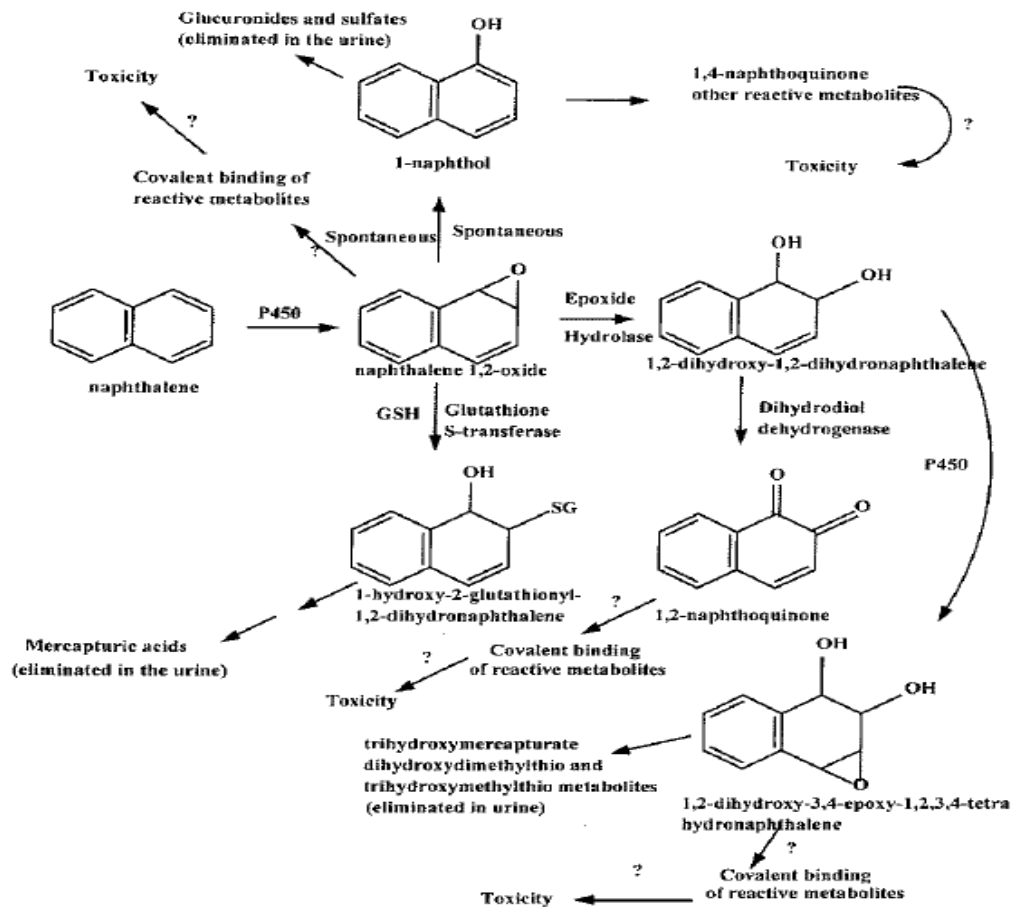 Glucuronides and sulfates
(eliminated in the urine)
OH
Toxicity
?
1-naphthol
1,4-naphthoquinone
other reactive metabolites
?
Toxicity
Covalent binding of
reactive metabolites
?
Spontaneous
Spontaneous
naphthalene
P450
O
naphthalene 1,2-oxide
Epoxide
Hydrolase
OH
OH
1,2-dihydroxy-1,2-dihydronaphthalene
GSH
Glutathione
S-transferase
Dihydrodiol
dehydrogenase
P450
OH
SG
1-hydroxy-2-glutathionyl-
1,2-dihydronaphthalene
O
O
1,2-naphthoquinone
Mercapturic acids
(eliminated in the urine)
?
Covalent binding
of reactive metabolites
?
Toxicity
OH
OH
O
trihydroxymercapturate
dihydroxydimethylthio and
trihydroxymethylthio metabolites
(eliminated in urine)
1,2-dihydroxy-3,4-epoxy-1,2,3,4-tetra
hydronaphthalene
?
Covalent binding
of reactive metabolites
?
Toxicity